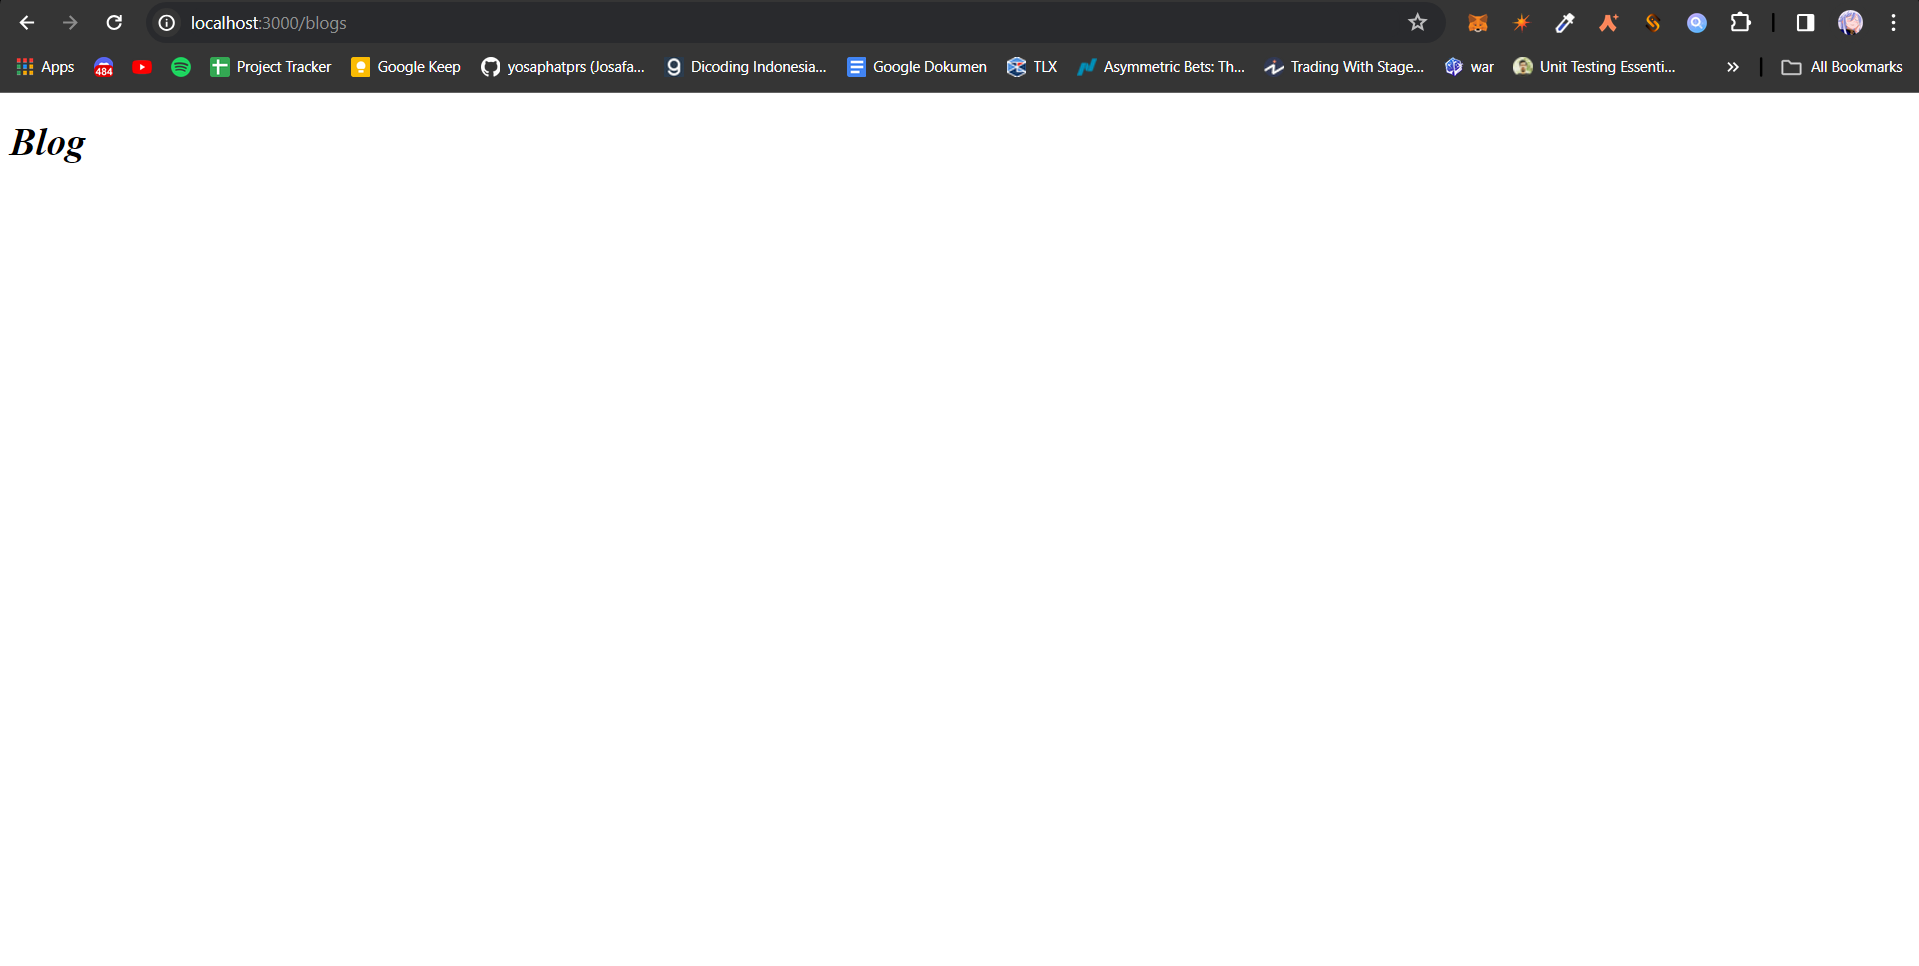 localhost:3000/blogs
Apps 484 Project Tracker Google Keep yosaphatprs (Josafa... Dicoding Indonesia... Google Dokumen TLX Asymmetric Bets: Th... Trading With Stage... war Unit Testing Essenti... » All Bookmarks
Blog